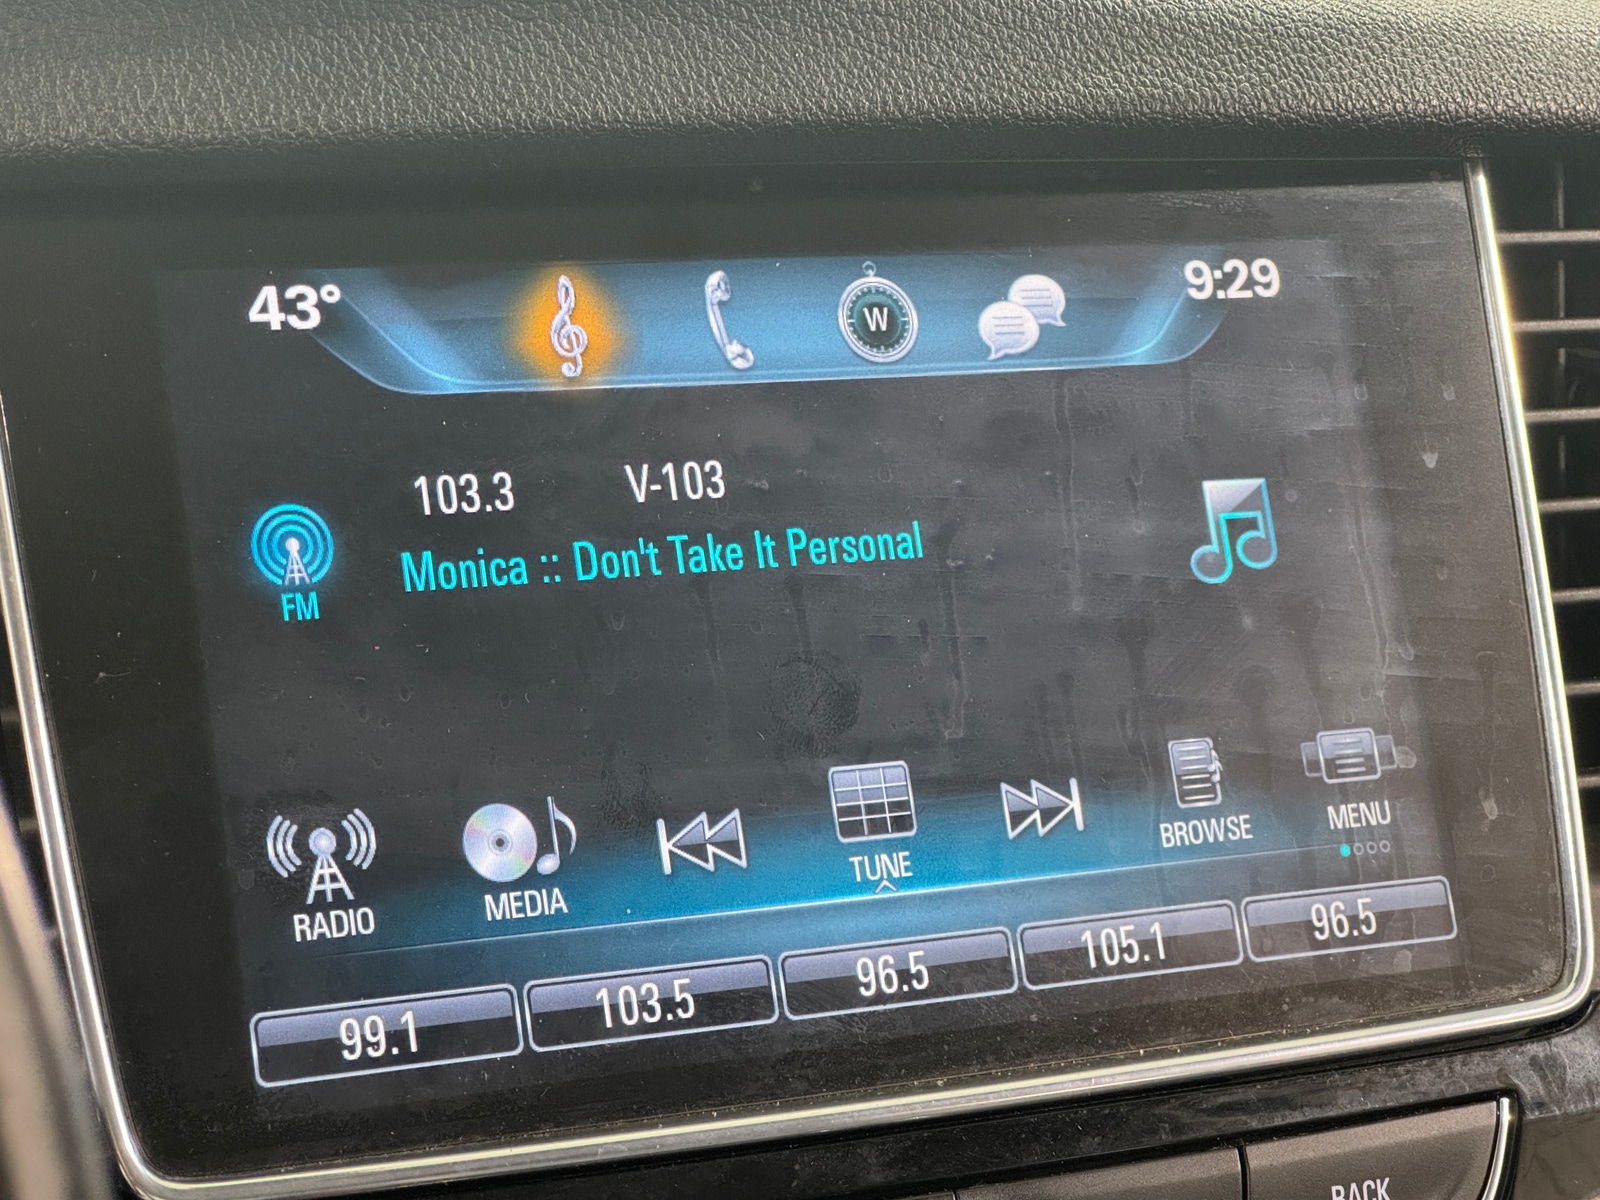 43° 9:29
W
103.3 V-103
Monica :: Don't Take It Personal
FM
RADIO MEDIA TUNE BROWSE MENU
99.1 103.5 96.5 105.1 96.5
BACK